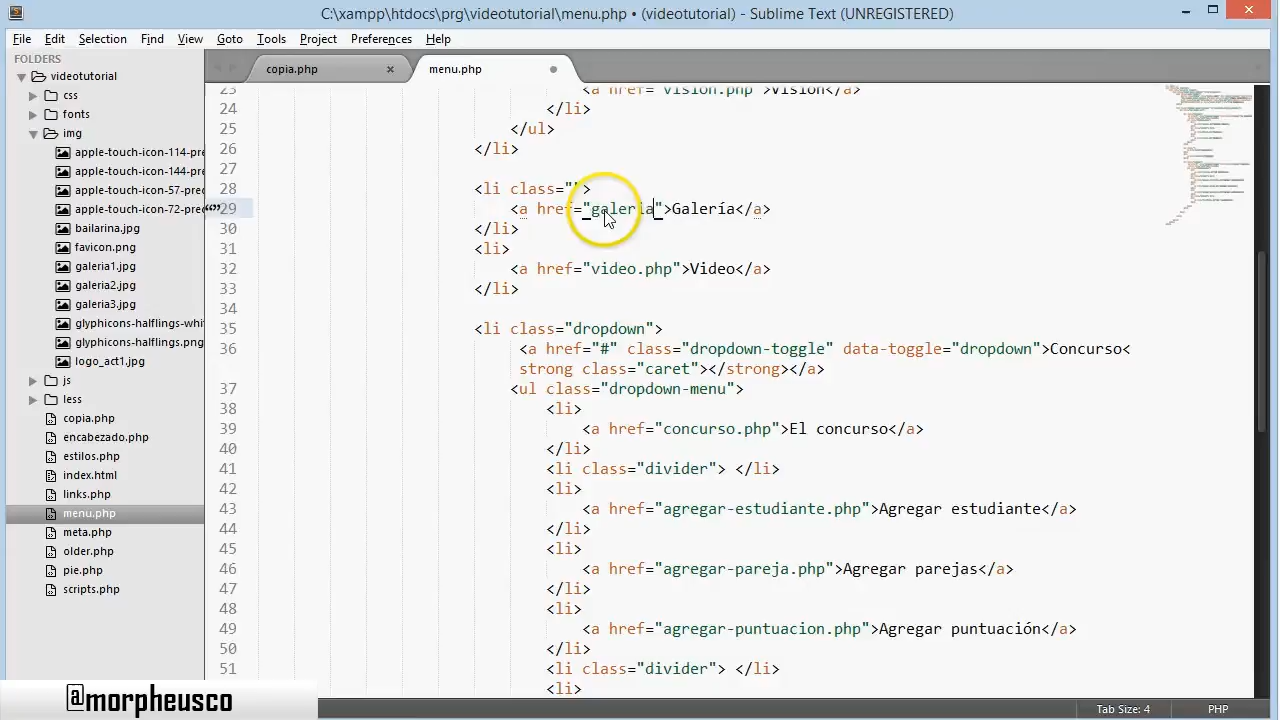 C:\xampp\htdocs\prg\videotutorial\menu.php • (videotutorial) - Sublime Text (UNREGISTERED)
File Edit Selection Find View Goto Tools Project Preferences Help
FOLDERS
videotutorial
css
fonts
img
apple-touch-icon-114-pre
apple-touch-icon-144-pre
apple-touch-icon-57-prec
apple-touch-icon-72-prec
bailarina.jpg
favicon.png
galeria1.jpg
galeria2.jpg
galeria3.jpg
glyphicons-halflings-whi
glyphicons-halflings.png
logo_act1.jpg
js
less
copia.php
encabezado.php
estilos.php
index.html
links.php
menu.php
meta.php
older.php
pie.php
scripts.php
copia.php × menu.php
23 <a href="vision.php">Visión</a>
24 </li>
25 </ul>
26 </li>
27
28 <li class="">
29 <a href="galeria">Galería</a>
30 </li>
31 <li>
32 <a href="video.php">Video</a>
33 </li>
34
35 <li class="dropdown">
36 <a href="#" class="dropdown-toggle" data-toggle="dropdown">Concurso<
strong class="caret"></strong></a>
37 <ul class="dropdown-menu">
38 <li>
39 <a href="concurso.php">El concurso</a>
40 </li>
41 <li class="divider"> </li>
42 <li>
43 <a href="agregar-estudiante.php">Agregar estudiante</a>
44 </li>
45 <li>
46 <a href="agregar-pareja.php">Agregar parejas</a>
47 </li>
48 <li>
49 <a href="agregar-puntuacion.php">Agregar puntuación</a>
50 </li>
51 <li class="divider"> </li>
<li>
@morpheusco
Tab Size: 4 PHP